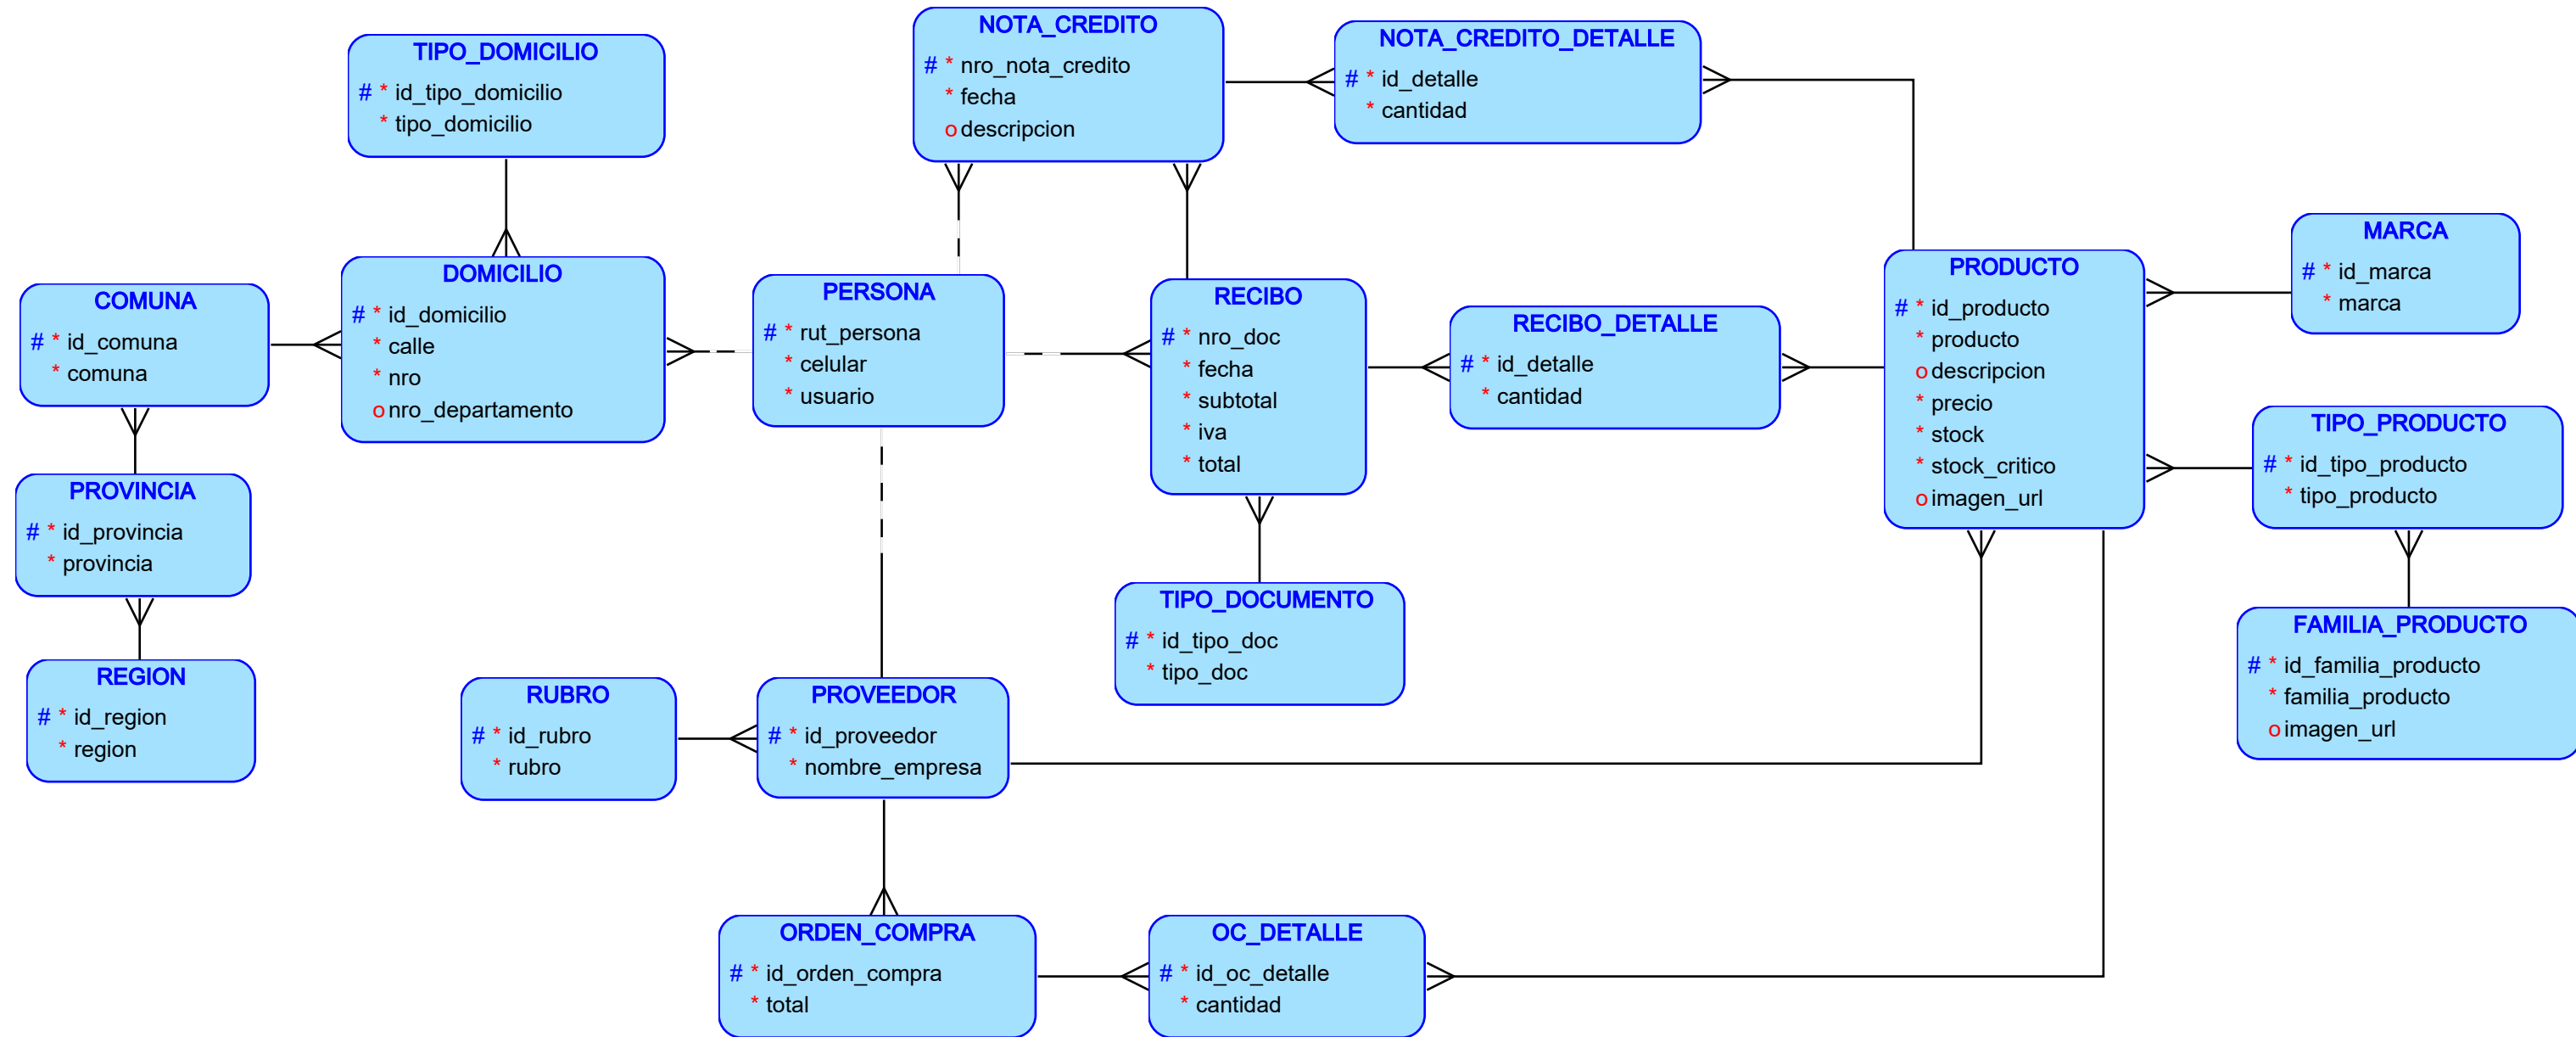 NOTA_CREDITO
# * nro_nota_credito
* fecha
o descripcion
NOTA_CREDITO_DETALLE
# * id_detalle
* cantidad
TIPO_DOMICILIO
# * id_tipo_domicilio
* tipo_domicilio
MARCA
# * id_marca
* marca
DOMICILIO
# * id_domicilio
* calle
* nro
o nro_departamento
PERSONA
# * rut_persona
* celular
* usuario
RECIBO
# * nro_doc
* fecha
* subtotal
* iva
* total
RECIBO_DETALLE
# * id_detalle
* cantidad
PRODUCTO
# * id_producto
* producto
o descripcion
* precio
* stock
* stock_critico
o imagen_url
COMUNA
# * id_comuna
* comuna
TIPO_PRODUCTO
# * id_tipo_producto
* tipo_producto
PROVINCIA
# * id_provincia
* provincia
TIPO_DOCUMENTO
# * id_tipo_doc
* tipo_doc
FAMILIA_PRODUCTO
# * id_familia_producto
* familia_producto
o imagen_url
REGION
# * id_region
* region
RUBRO
# * id_rubro
* rubro
PROVEEDOR
# * id_proveedor
* nombre_empresa
ORDEN_COMPRA
# * id_orden_compra
* total
OC_DETALLE
# * id_oc_detalle
* cantidad